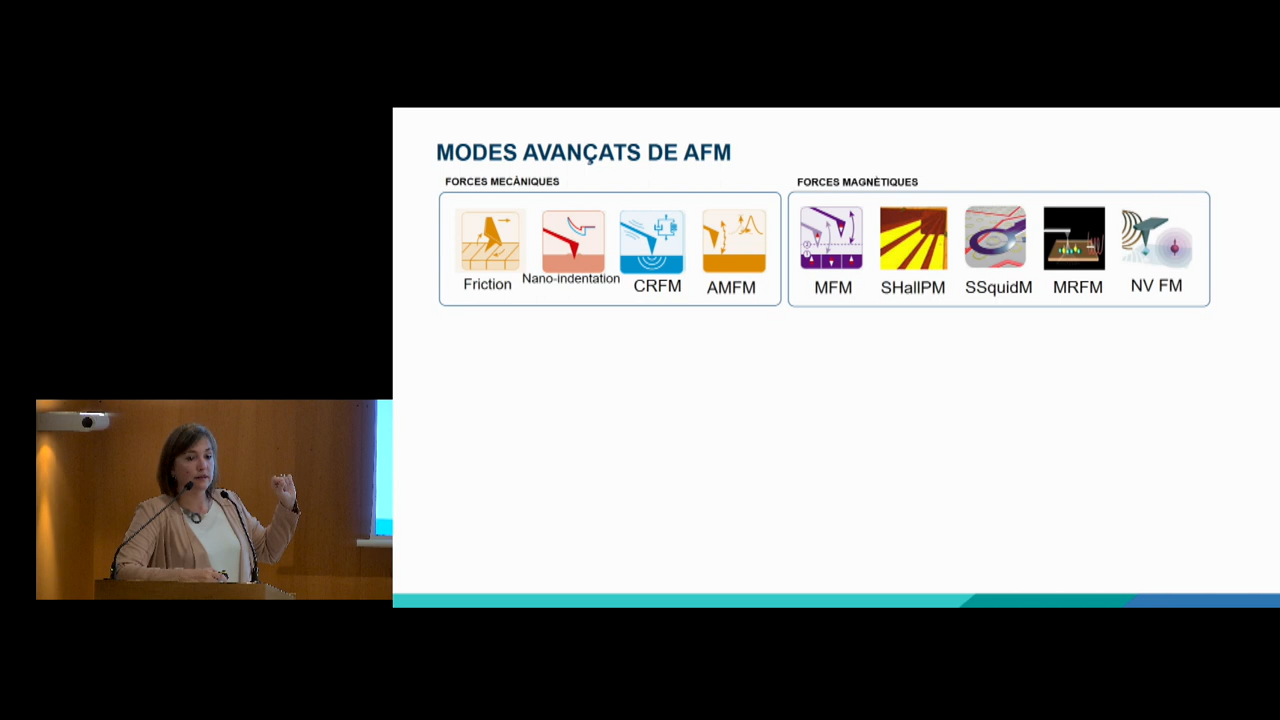 MODES AVANÇATS DE AFM
FORCES MECÀNIQUES
Friction
Nano-indentation
CRFM
AMFM
FORCES MAGNÈTIQUES
MFM
SHallPM
SSquidM
MRFM
NV FM